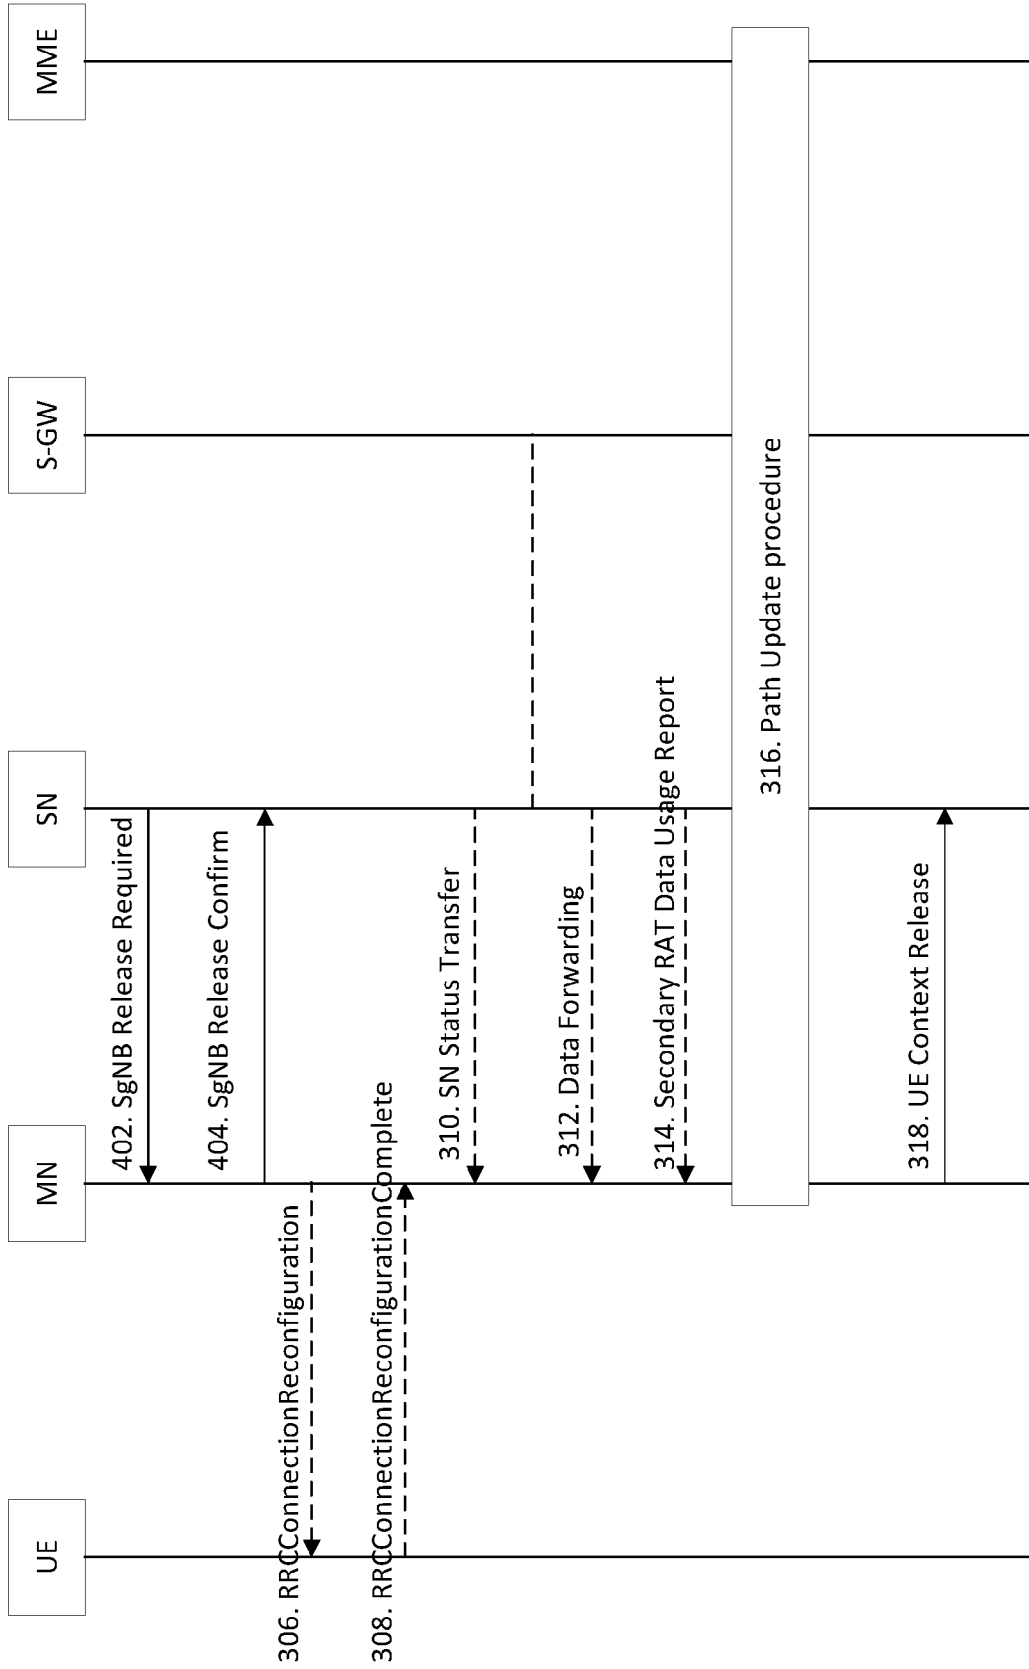 UE
MN
SN
S-GW
MME
402. SgNB Release Required
404. SgNB Release Confirm
306. RRCConnectionReconfiguration
308. RRCConnectionReconfigurationComplete
310. SN Status Transfer
312. Data Forwarding
314. Secondary RAT Data Usage Report
316. Path Update procedure
318. UE Context Release